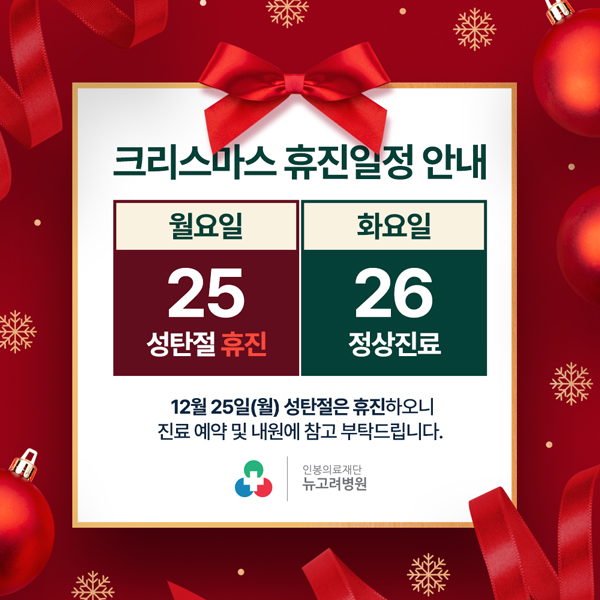 크리스마스 휴진일정 안내
월요일
화요일
25
26
성탄절 휴진
정상진료
12월 25일(월) 성탄절은 휴진하오니
진료 예약 및 내원에 참고 부탁드립니다.
인봉의료재단
뉴고려병원